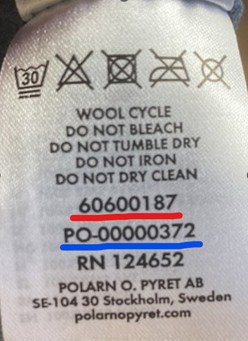 30
WOOL CYCLE
DO NOT BLEACH
DO NOT TUMBLE DRY
DO NOT IRON
DO NOT DRY CLEAN
60600187
PO-00000372
RN 124652
POLARN O. PYRET AB
SE-104 30 Stockholm, Sweden
polarnopyret.com